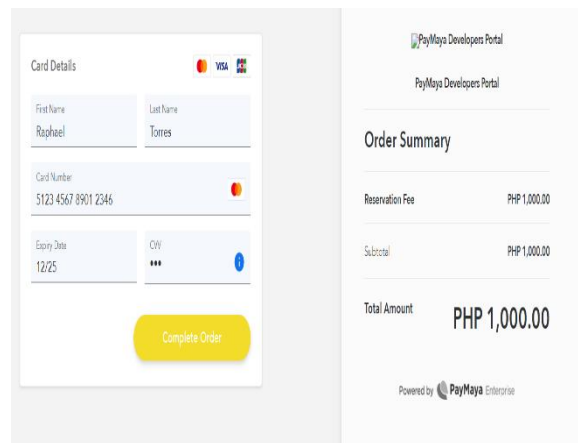 Card Details
VISA
First Name
Raphael
Last Name
Torres
Card Number
5123 4567 8901 2346
Expiry Date
12/25
CVV
•••
Complete Order
PayMaya Developers Portal
PayMaya Developers Portal
Order Summary
Reservation Fee PHP 1,000.00
Subtotal PHP 1,000.00
Total Amount PHP 1,000.00
Powered by PayMaya Enterprise